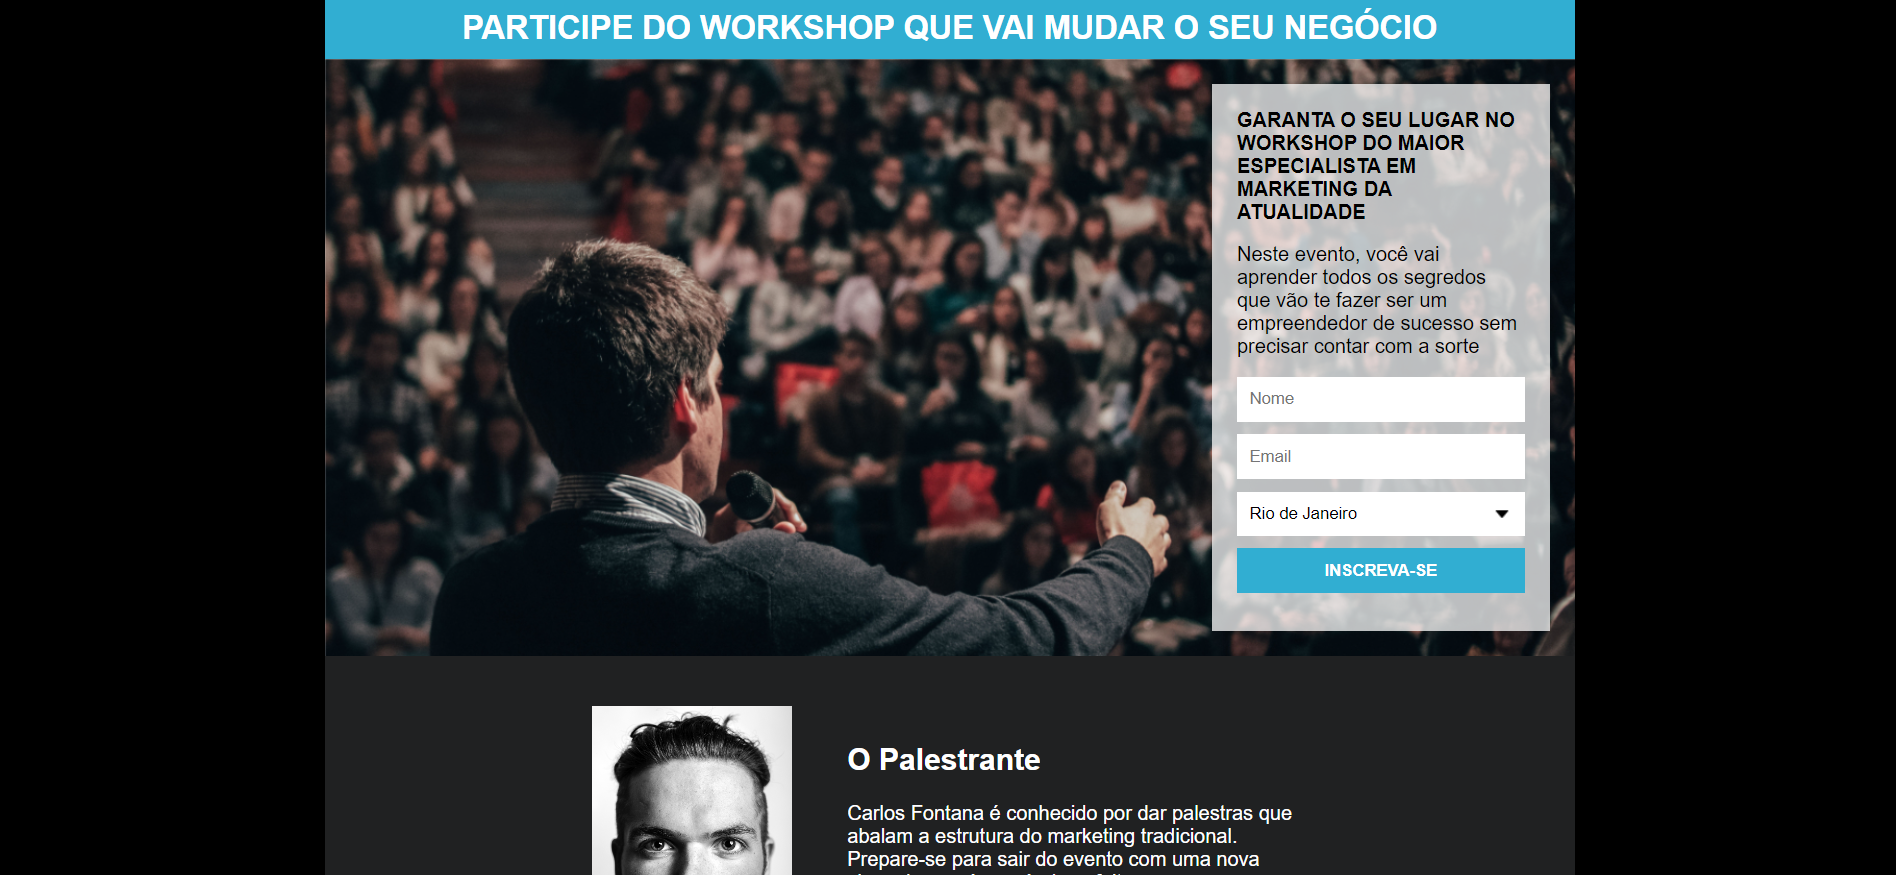 PARTICIPE DO WORKSHOP QUE VAI MUDAR O SEU NEGÓCIO
GARANTA O SEU LUGAR NO
WORKSHOP DO MAIOR
ESPECIALISTA EM
MARKETING DA
ATUALIDADE
Neste evento, você vai
aprender todos os segredos
que vão te fazer ser um
empreendedor de sucesso sem
precisar contar com a sorte
Nome
Email
Rio de Janeiro
INSCREVA-SE
O Palestrante
Carlos Fontana é conhecido por dar palestras que
abalam a estrutura do marketing tradicional.
Prepare-se para sair do evento com uma nova